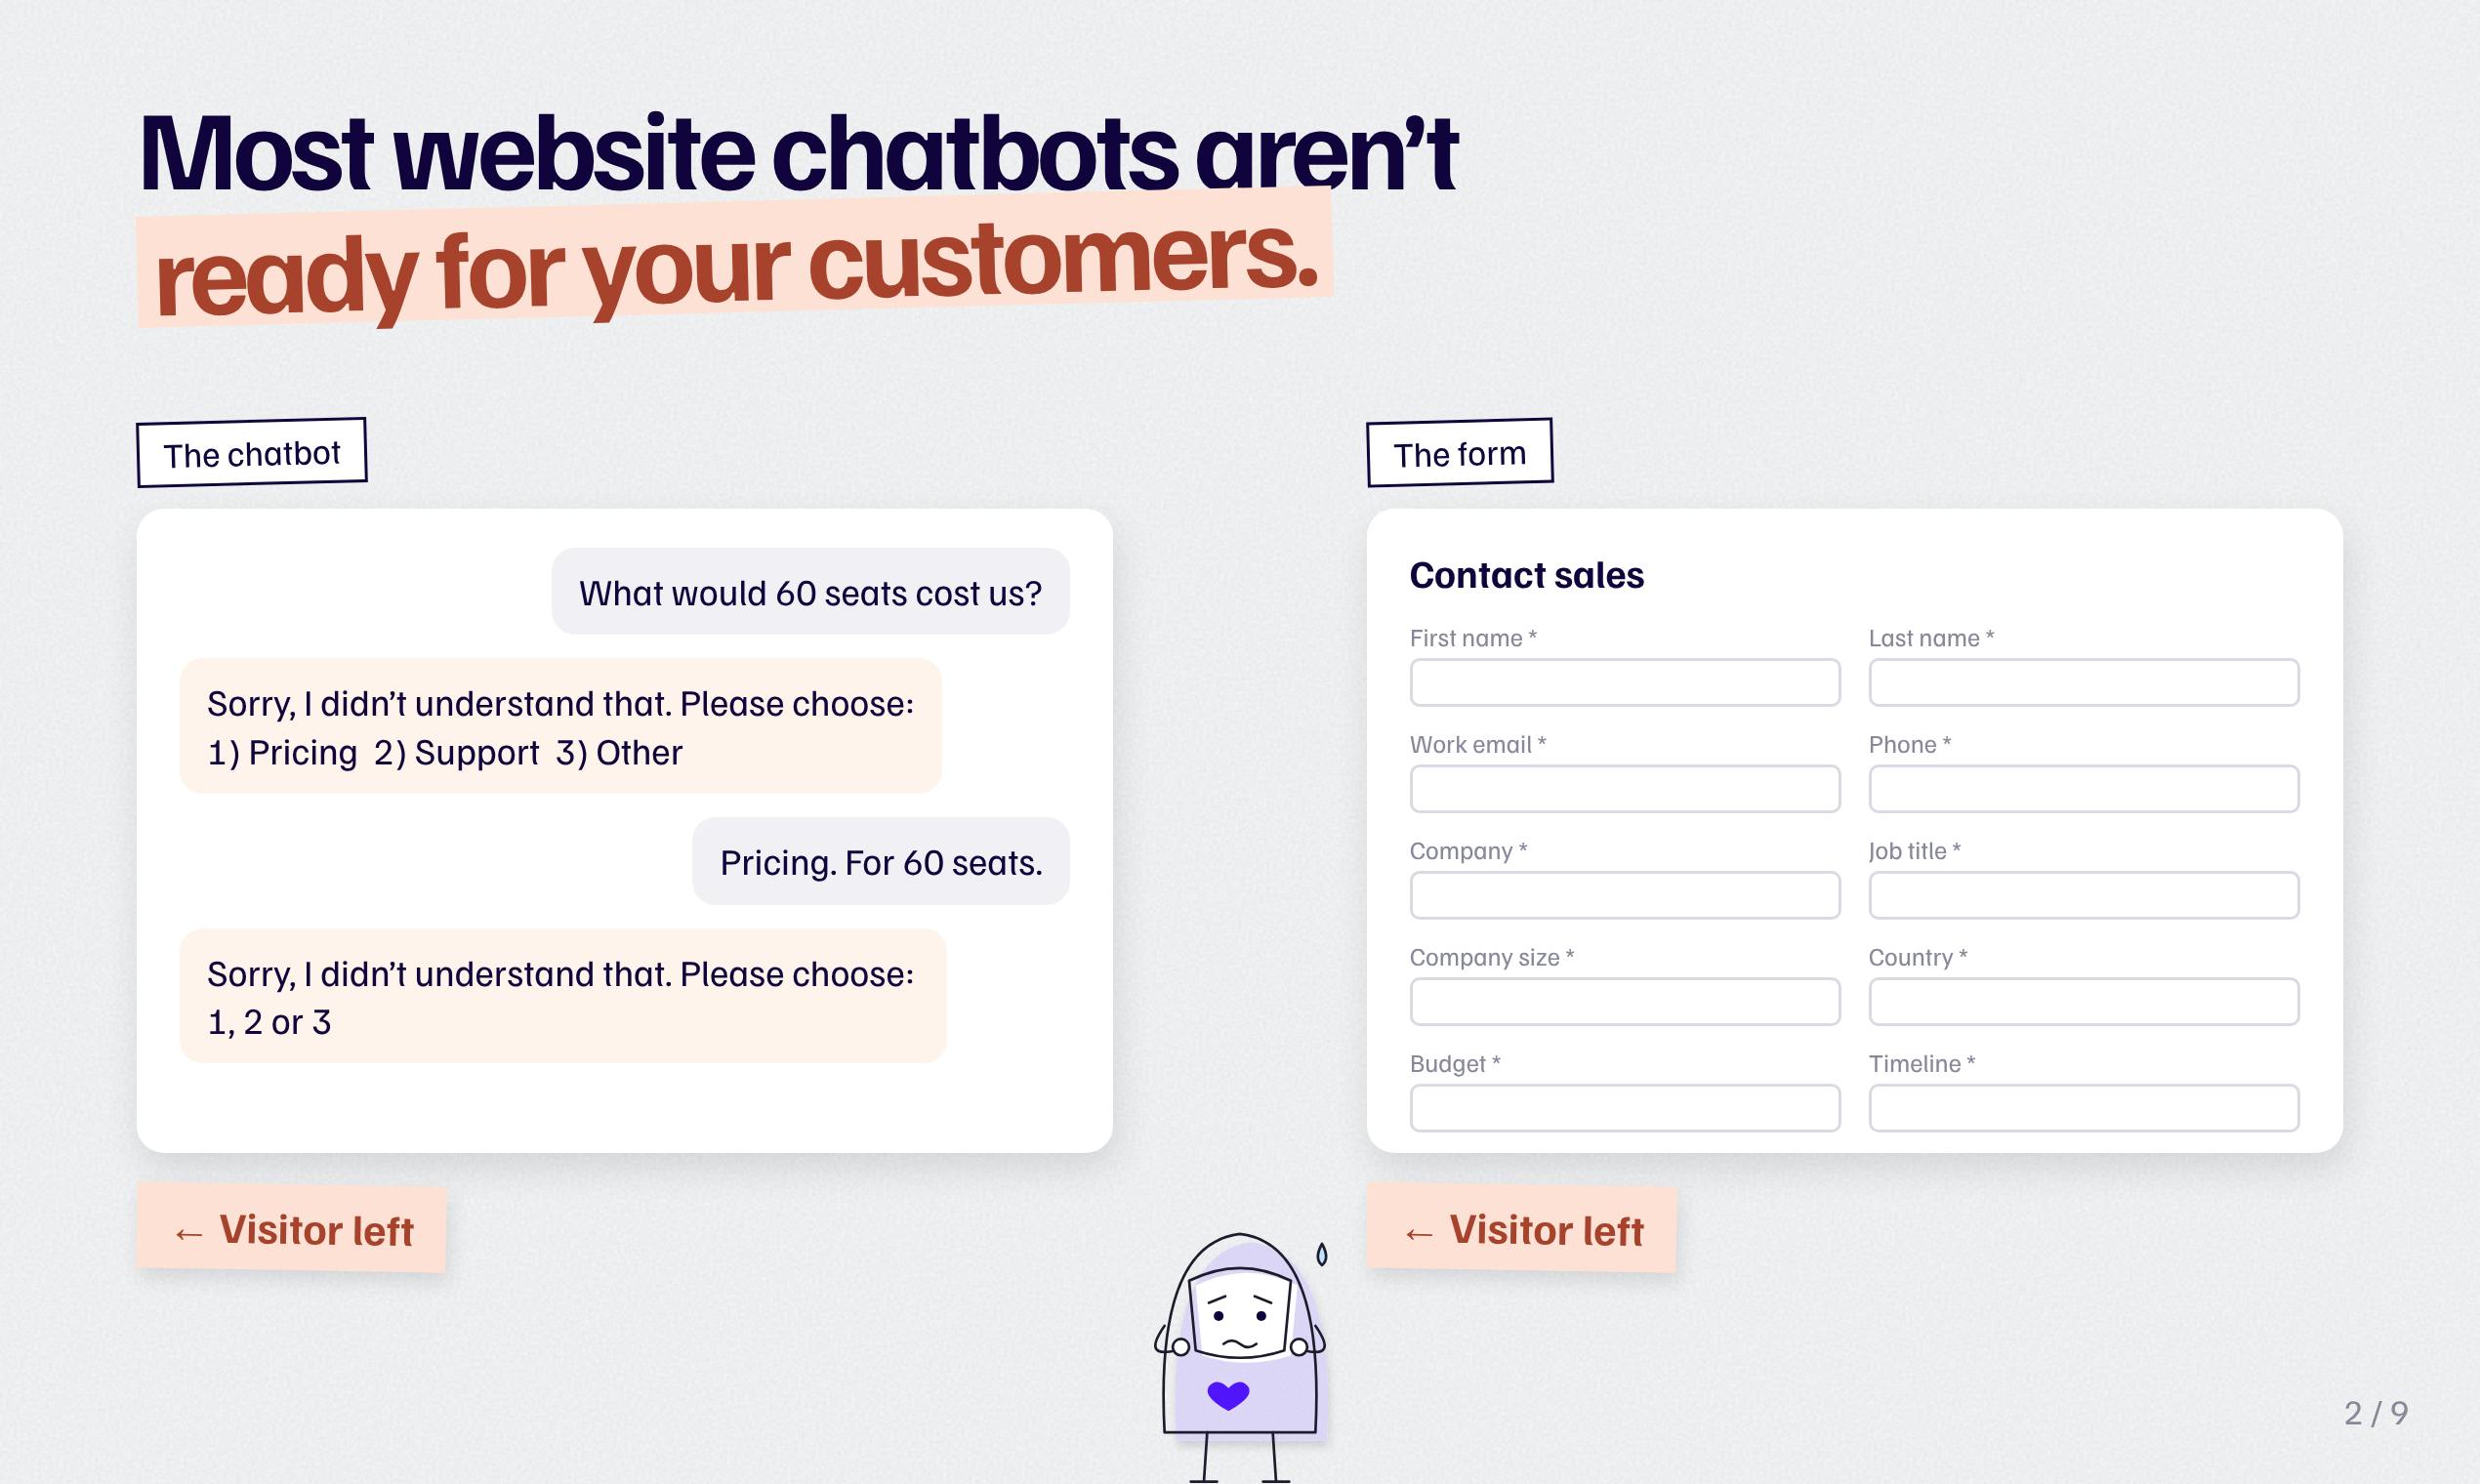 Most website chatbots aren’t
ready for your customers.
The chatbot
What would 60 seats cost us?
Sorry, I didn’t understand that. Please choose:
1) Pricing  2) Support  3) Other
Pricing. For 60 seats.
Sorry, I didn’t understand that. Please choose:
1, 2 or 3
← Visitor left
The form
Contact sales
First name *
Last name *
Work email *
Phone *
Company *
Job title *
Company size *
Country *
Budget *
Timeline *
← Visitor left
2 / 9